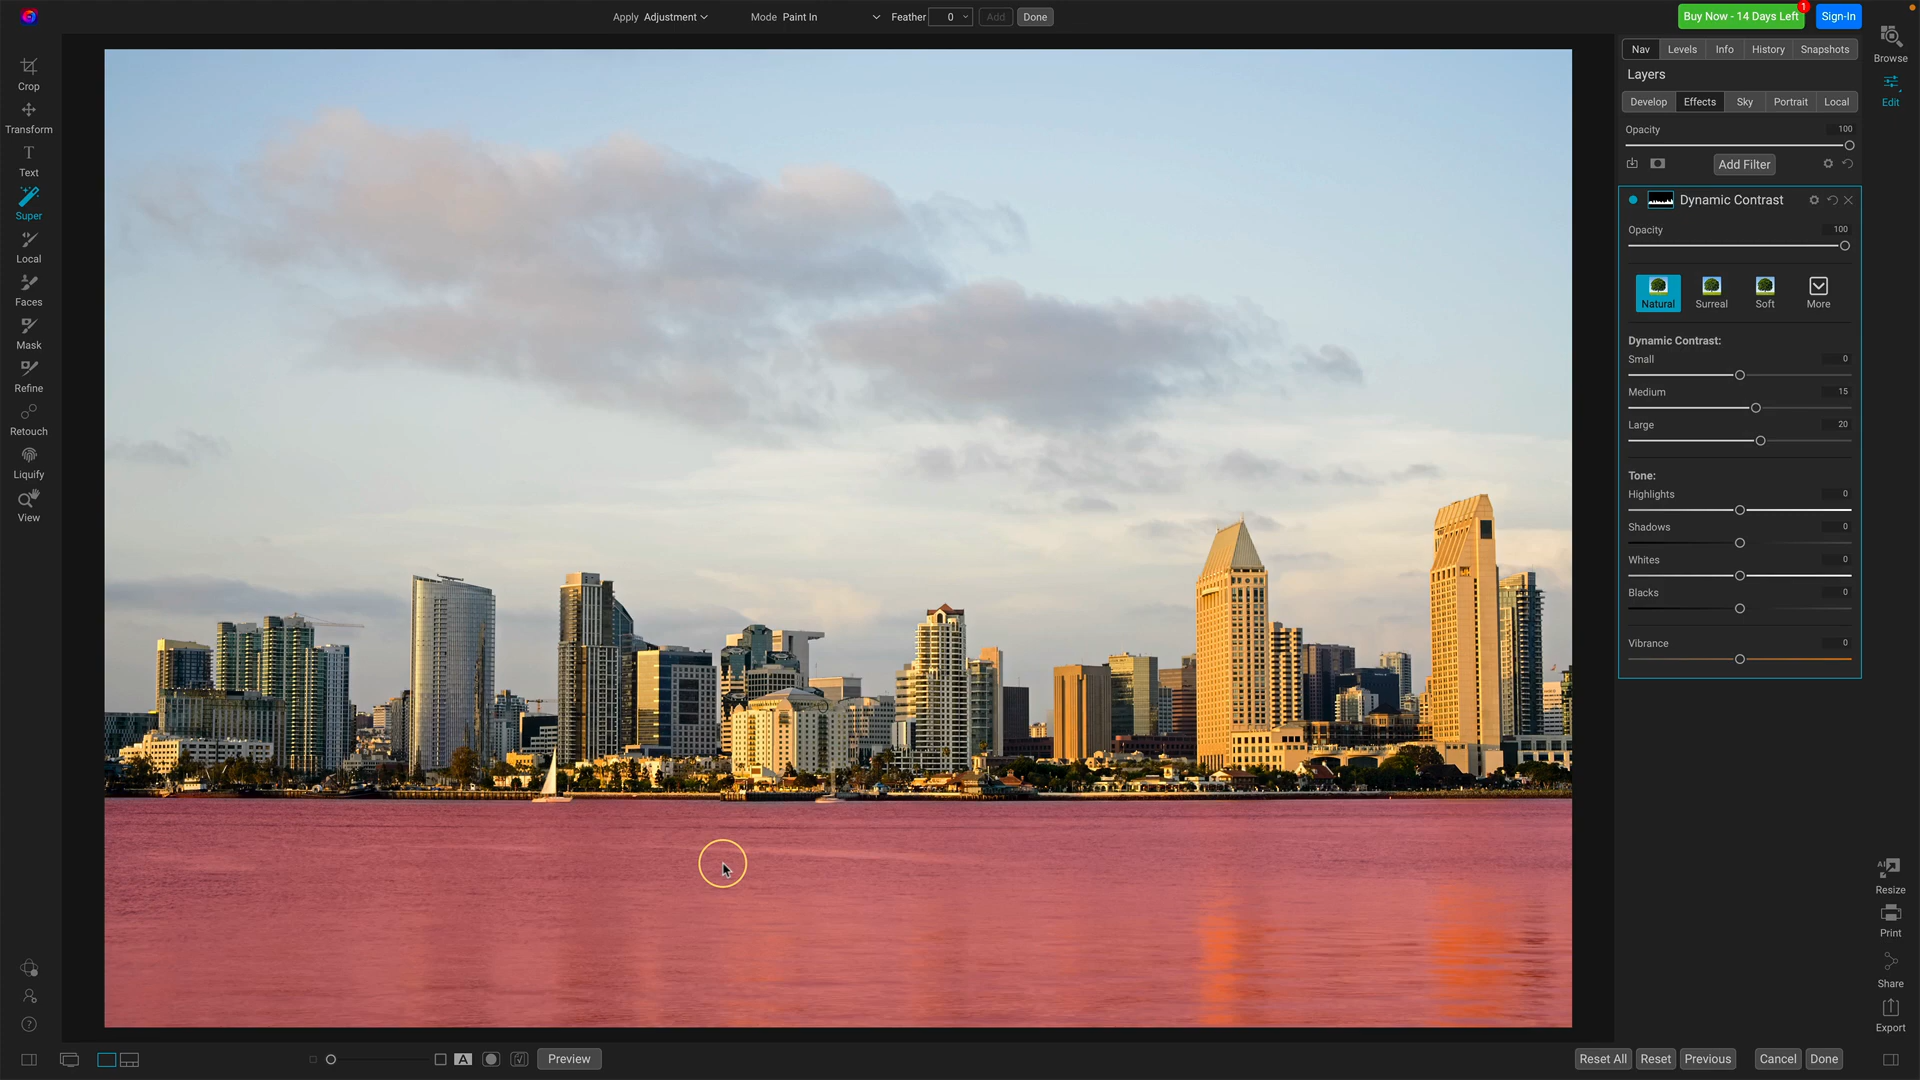 Apply Adjustment Mode Paint In Feather 0 Add Done
Buy Now - 14 Days Left 1 Sign-In
Crop
Transform
Text
Super
Local
Faces
Mask
Refine
Retouch
Liquify
View
Nav Levels Info History Snapshots
Layers
Develop Effects Sky Portrait Local
Opacity 100
Add Filter
Dynamic Contrast
Opacity 100
Natural Surreal Soft More
Dynamic Contrast:
Small 0
Medium 15
Large 20
Tone:
Highlights 0
Shadows 0
Whites 0
Blacks 0
Vibrance 0
Browse
Edit
AI
Resize
Print
Share
Export
?
A Preview
Reset All Reset Previous Cancel Done